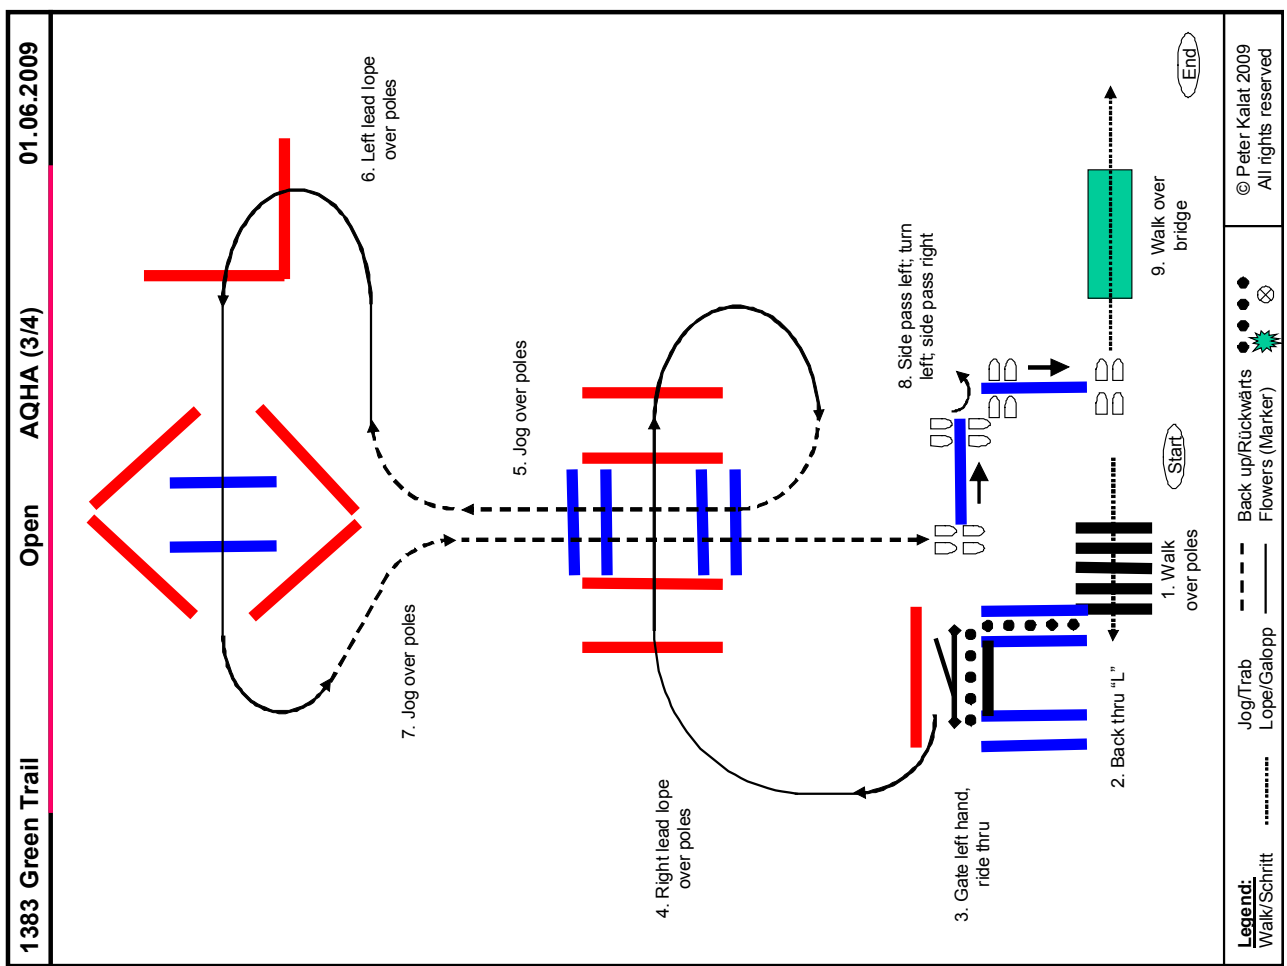 1383 Green Trail Open AQHA (3/4) 01.06.2009
6. Left lead lope
over poles
5. Jog over poles
7. Jog over poles
4. Right lead lope
over poles
8. Side pass left; turn
left; side pass right
3. Gate left hand,
ride thru
9. Walk over
bridge
End
Start
1. Walk
over poles
2. Back thru "L"
Legend:
Walk/Schritt
Jog/Trab
Lope/Galopp
Back up/Rückwärts
Flowers (Marker)
© Peter Kalat 2009
All rights reserved